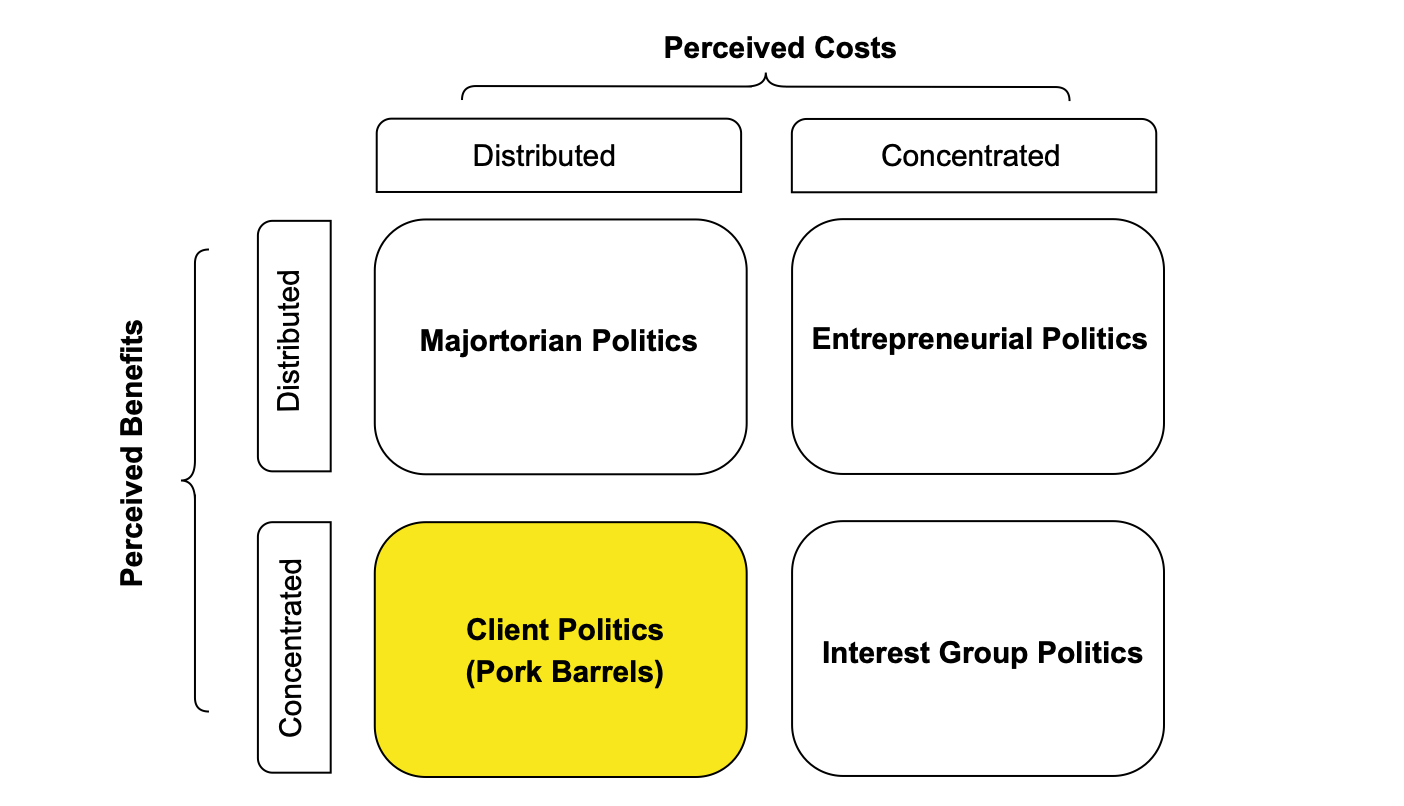 Perceived Costs
Distributed
Concentrated
Perceived Benefits
Distributed
Majortorian Politics
Entrepreneurial Politics
Concentrated
Client Politics
(Pork Barrels)
Interest Group Politics